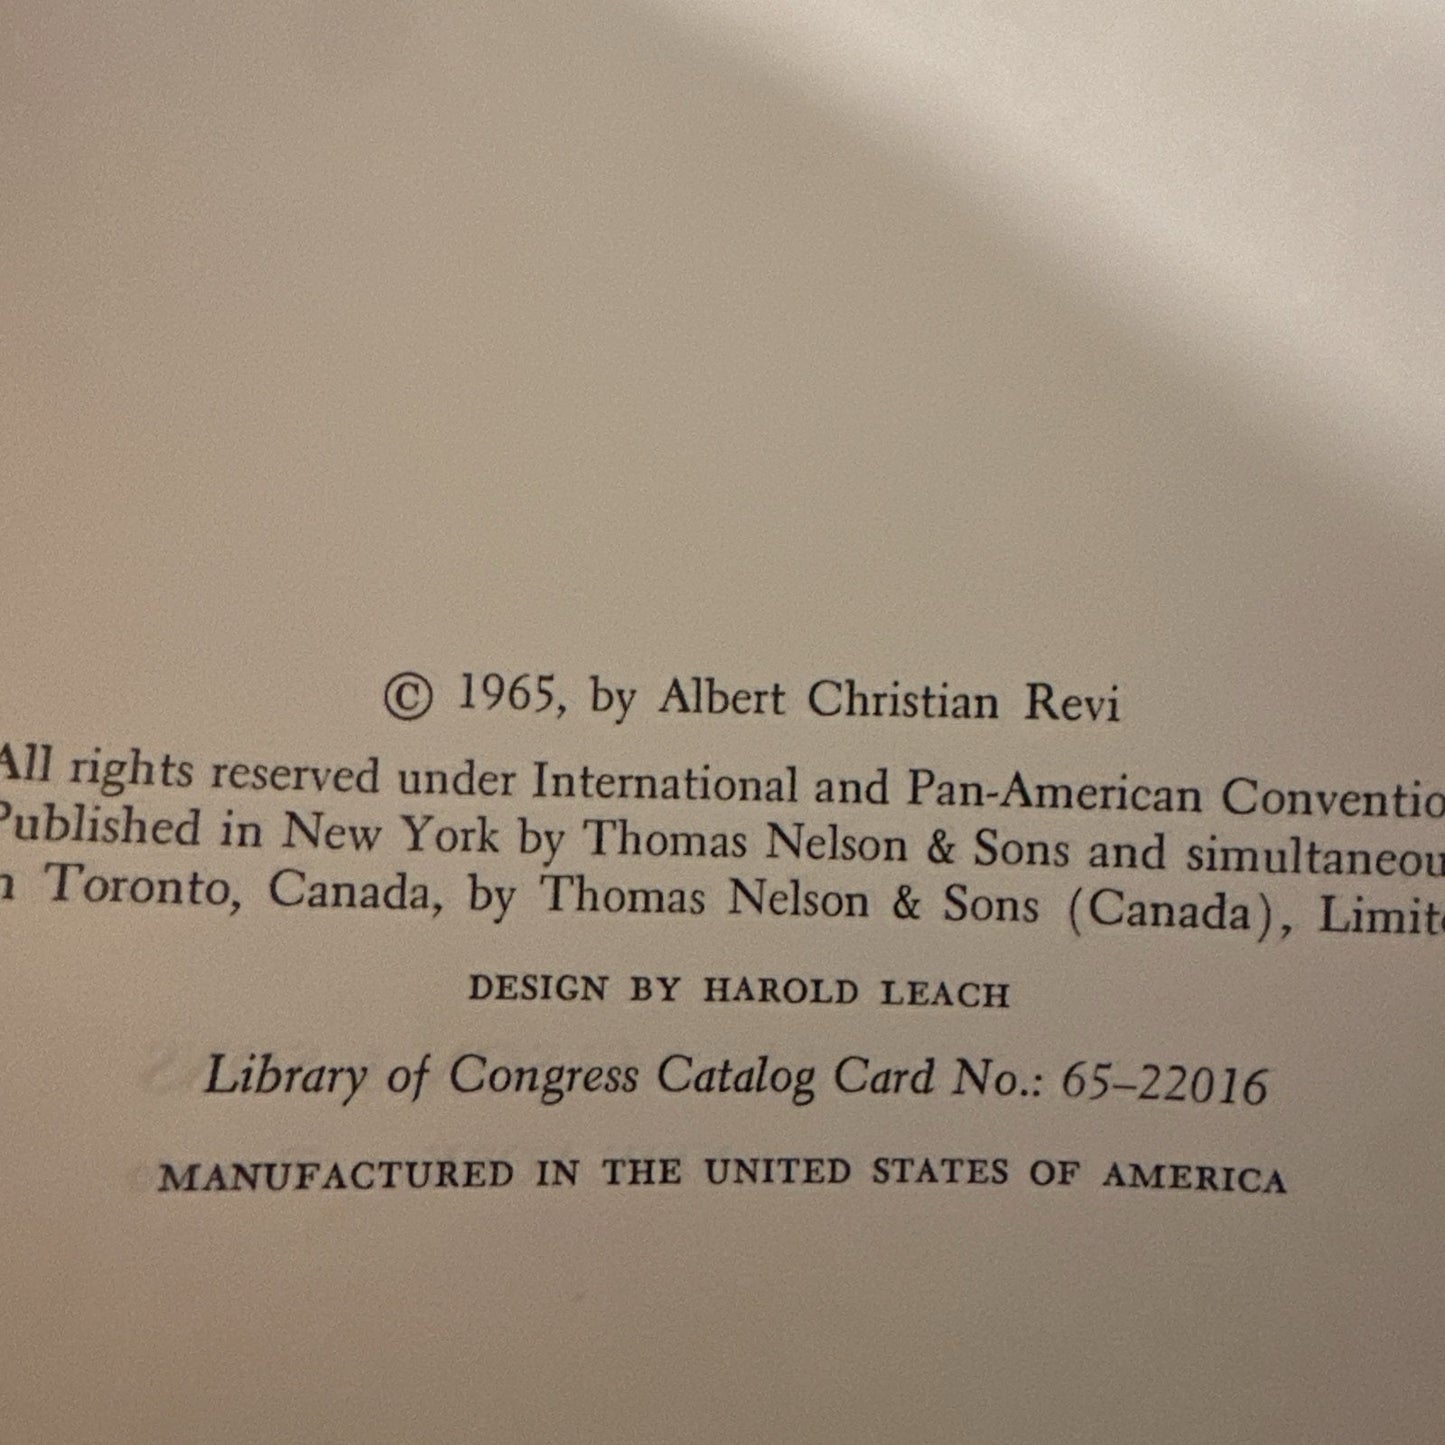 © 1965, by Albert Christian Revi
All rights reserved under International and Pan-American Conventio
Published in New York by Thomas Nelson & Sons and simultaneou
n Toronto, Canada, by Thomas Nelson & Sons (Canada), Limite
DESIGN BY HAROLD LEACH
Library of Congress Catalog Card No.: 65–22016
MANUFACTURED IN THE UNITED STATES OF AMERICA